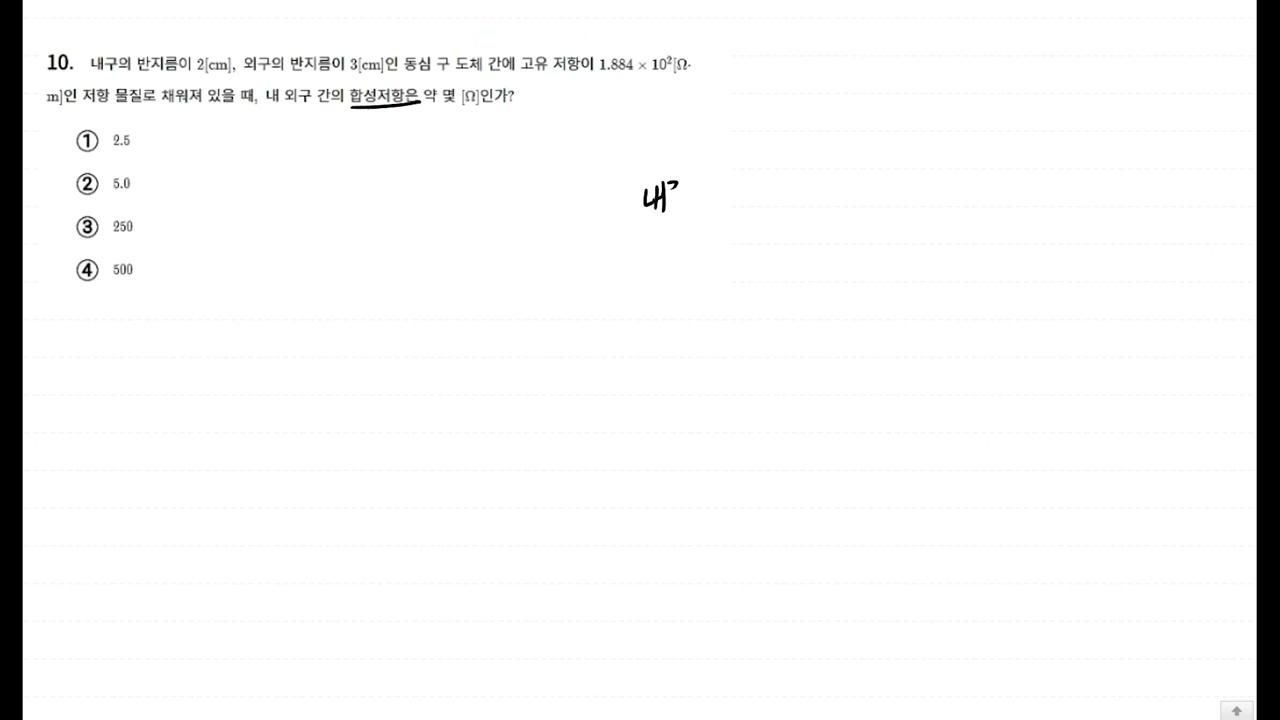 10. 내구의 반지름이 2[cm], 외구의 반지름이 3[cm]인 동심 구 도체 간에 고유 저항이 1.884 × 10²[Ω·
m]인 저항 물질로 채워져 있을 때, 내 외구 간의 합성저항은 약 몇 [Ω]인가?
① 2.5
② 5.0
내
③ 250
④ 500